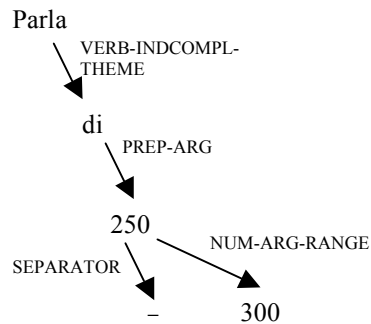 Parla
VERB-INDCOMPL-
THEME
di
PREP-ARG
250
NUM-ARG-RANGE
SEPARATOR
–
300